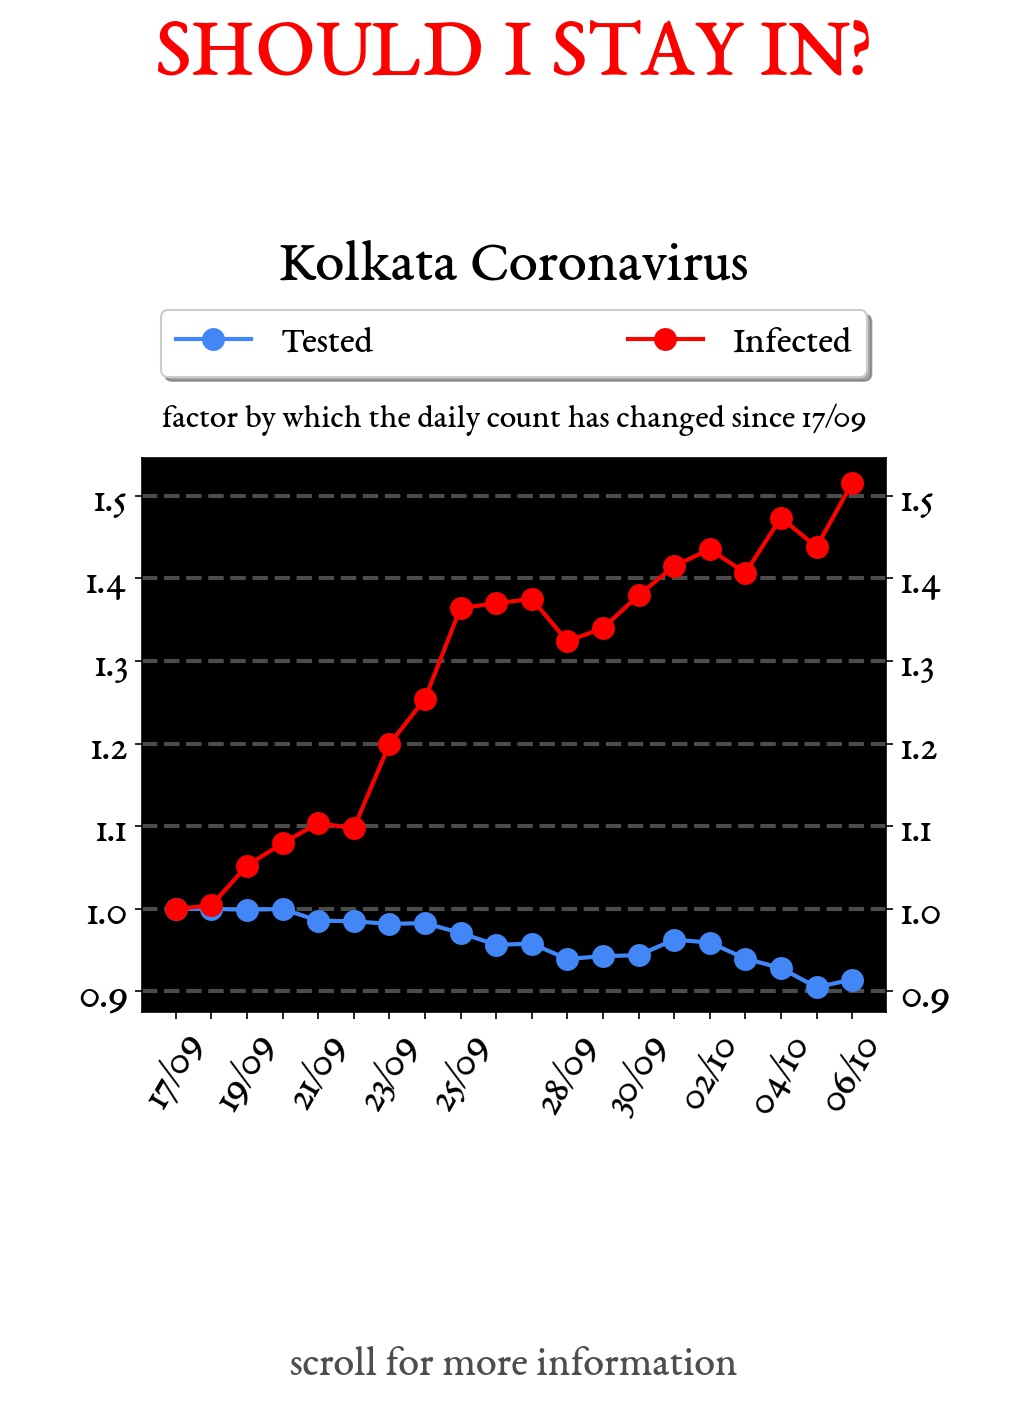 SHOULD I STAY IN?
Kolkata Coronavirus
Tested Infected
factor by which the daily count has changed since 17/09
1.5 1.5
1.4 1.4
1.3 1.3
1.2 1.2
1.1 1.1
1.0 1.0
0.9 0.9
17/09 19/09 21/09 23/09 25/09 28/09 30/09 02/10 04/10 06/10
scroll for more information